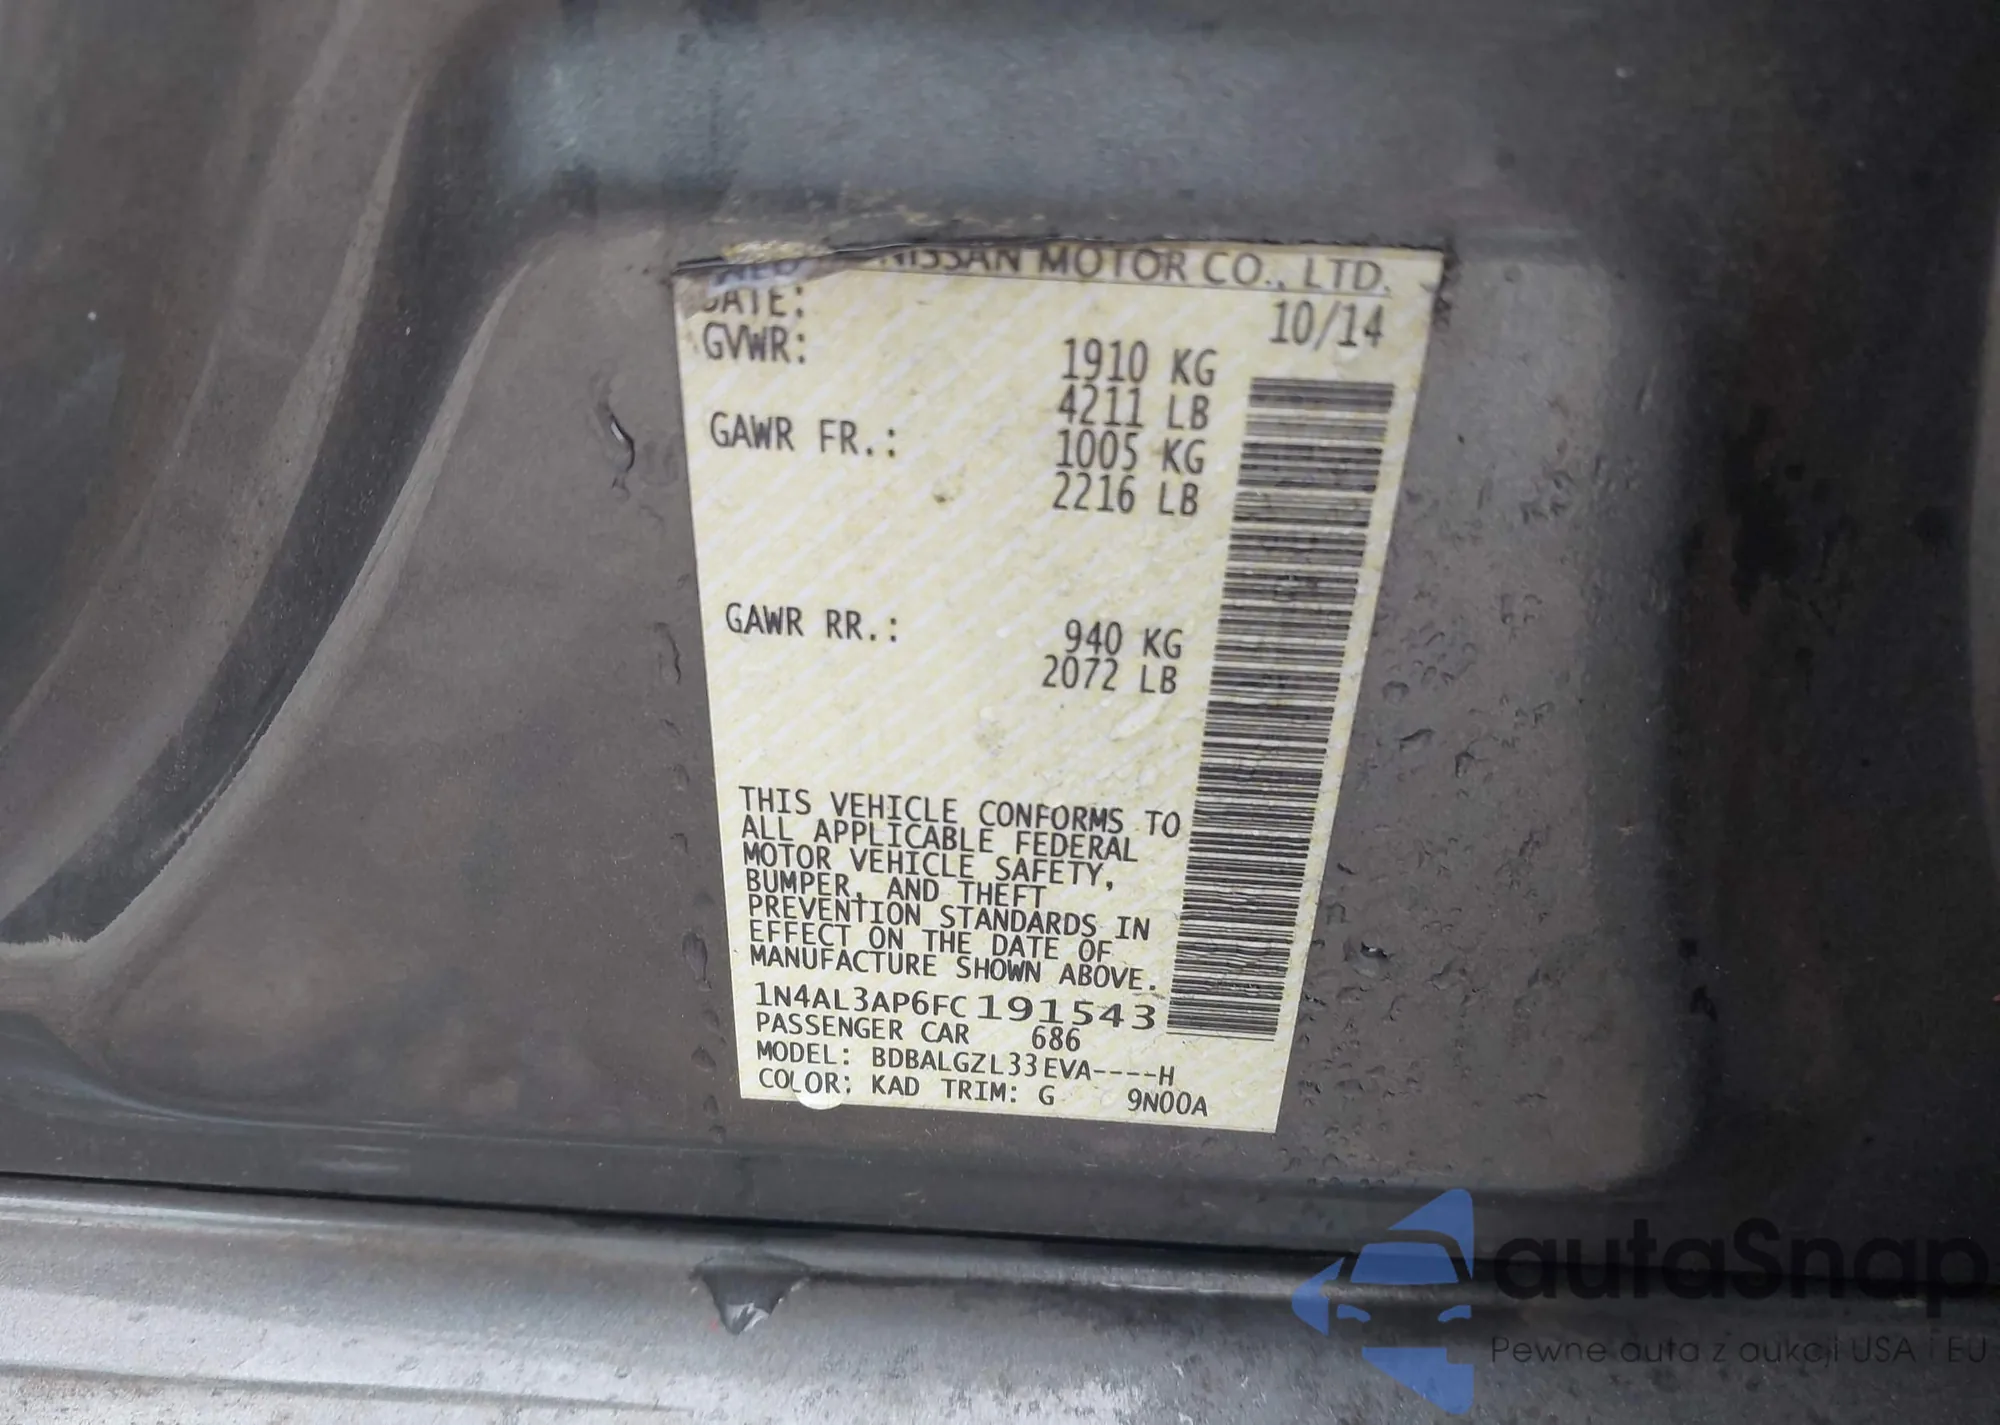 NISSAN MOTOR CO., LTD.
DATE: 10/14
GVWR: 1910 KG
4211 LB
GAWR FR.: 1005 KG
2216 LB
GAWR RR.: 940 KG
2072 LB
THIS VEHICLE CONFORMS TO
ALL APPLICABLE FEDERAL
MOTOR VEHICLE SAFETY,
BUMPER, AND THEFT
PREVENTION STANDARDS IN
EFFECT ON THE DATE OF
MANUFACTURE SHOWN ABOVE.
1N4AL3AP6FC191543
PASSENGER CAR 686
MODEL: BDBALGZL33EVA----H
COLOR: KAD TRIM: G 9N00A
autaSnap
Pewne auta z aukcji USA i EU